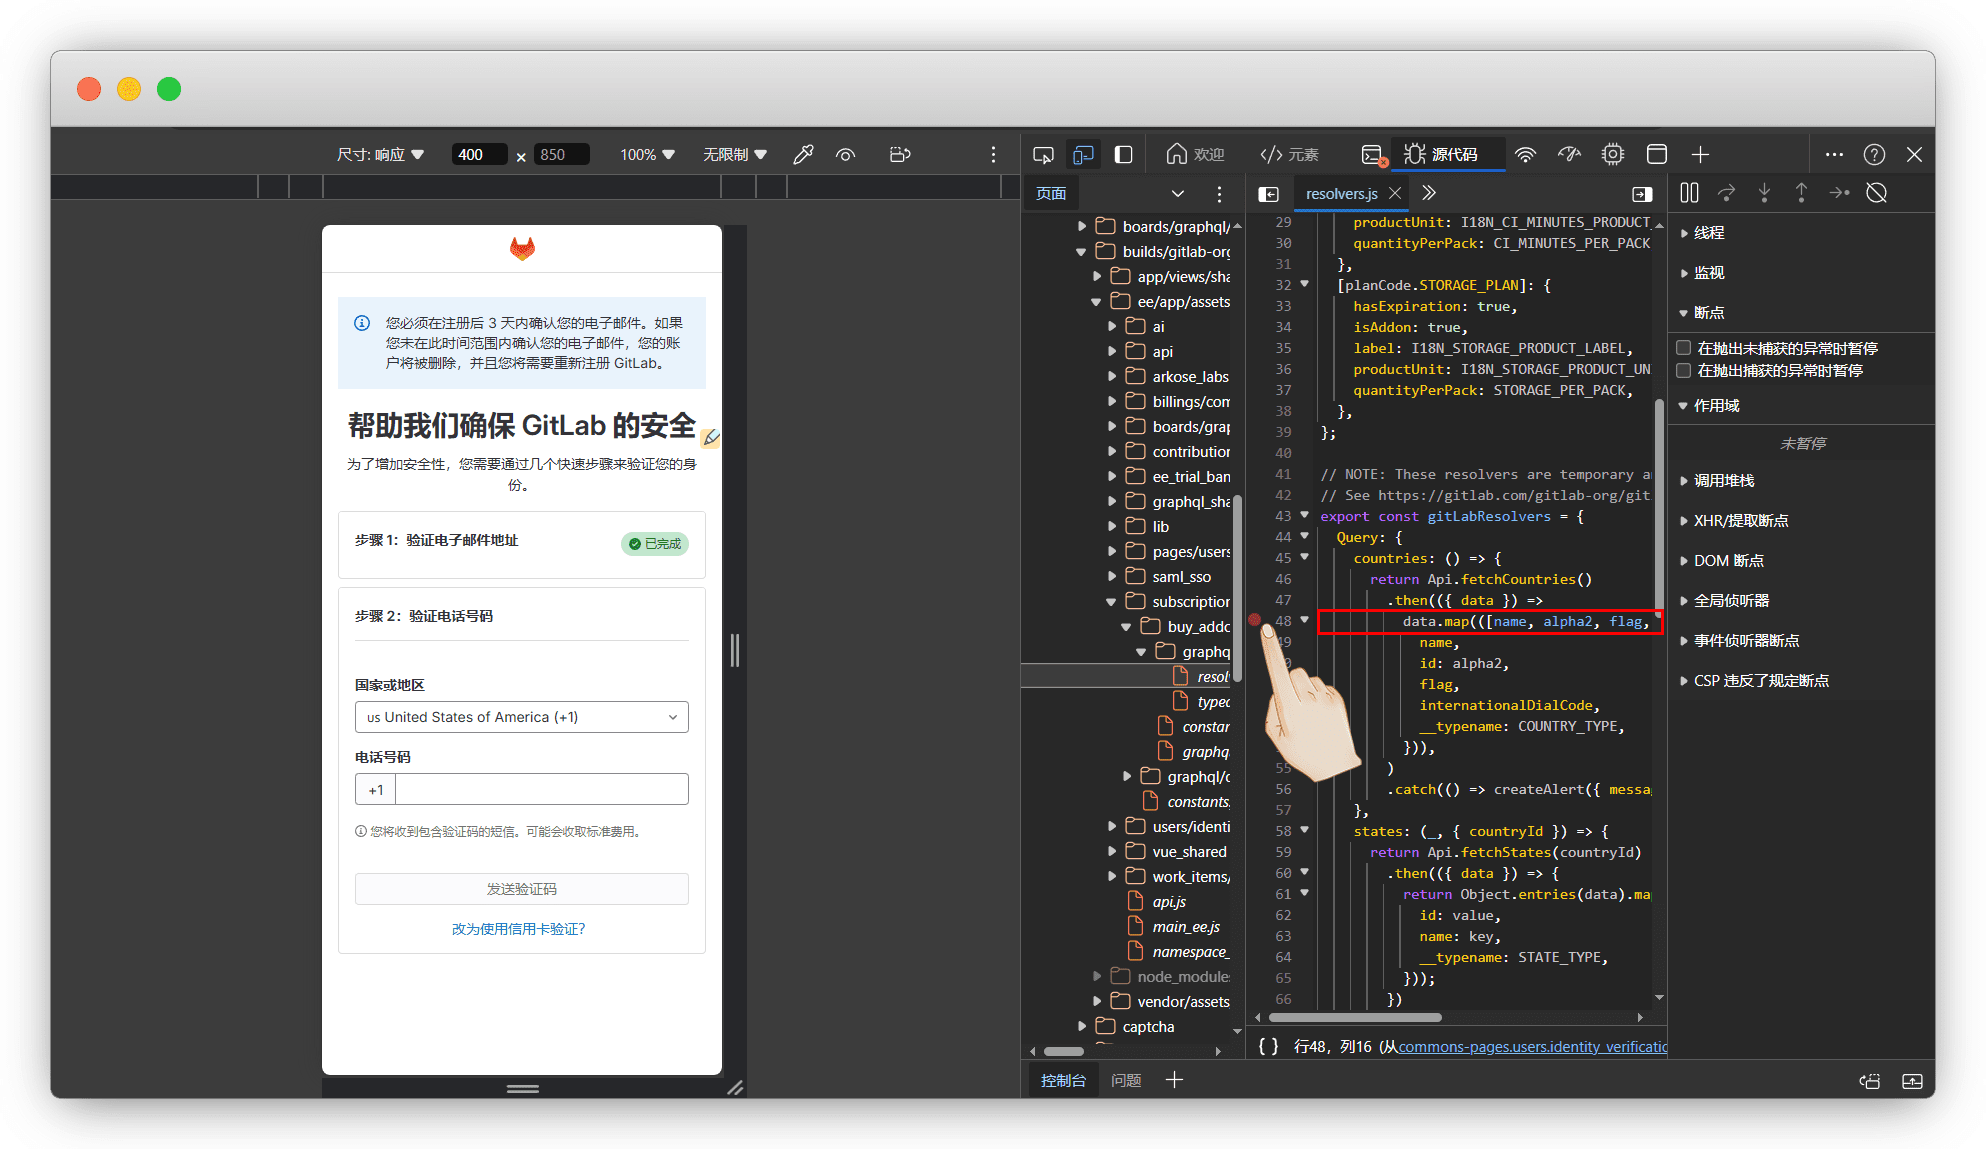 尺寸: 响应
400
×
850
100%
无限制
欢迎
</> 元素
源代码
页面
resolvers.js
您必须在注册后 3 天内确认您的电子邮件。如果
您未在此时间范围内确认您的电子邮件，您的账
户将被删除，并且您将需要重新注册 GitLab。
帮助我们确保 GitLab 的安全
为了增加安全性，您需要通过几个快速步骤来验证您的身
份。
步骤 1：验证电子邮件地址
已完成
步骤 2：验证电话号码
国家或地区
US United States of America (+1)
电话号码
+1
您将收到包含验证码的短信。可能会收取标准费用。
发送验证码
改为使用信用卡验证?
boards/graphql/
builds/gitlab-org
app/views/sha
ee/app/assets
ai
api
arkose_labs
billings/com
boards/grap
contribution
ee_trial_ban
graphql_sha
lib
pages/users
saml_sso
subscription
buy_addo
graphq
resol
typed
constan
graphq
graphql/
constants.
users/identi
vue_shared
work_items/
api.js
main_ee.js
namespace_
node_module
vendor/assets
captcha
29 productUnit: I18N_CI_MINUTES_PRODUCT_
30 quantityPerPack: CI_MINUTES_PER_PACK
31 },
32 [planCode.STORAGE_PLAN]: {
33 hasExpiration: true,
34 isAddon: true,
35 label: I18N_STORAGE_PRODUCT_LABEL,
36 productUnit: I18N_STORAGE_PRODUCT_UN
37 quantityPerPack: STORAGE_PER_PACK,
38 },
39 };
40
41 // NOTE: These resolvers are temporary a
42 // See https://gitlab.com/gitlab-org/git
43 export const gitLabResolvers = {
44 Query: {
45 countries: () => {
46 return Api.fetchCountries()
47 .then(({ data }) =>
48 data.map(([name, alpha2, flag,
49 name,
id: alpha2,
flag,
internationalDialCode,
__typename: COUNTRY_TYPE,
})),
55 )
56 .catch(() => createAlert({ messa
57 },
58 states: (_, { countryId }) => {
59 return Api.fetchStates(countryId)
60 .then(({ data }) => {
61 return Object.entries(data).ma
62 id: value,
63 name: key,
64 __typename: STATE_TYPE,
65 }));
66 })
{ } 行48，列16 (从commons-pages.users.identity_verificatio
线程
监视
断点
在抛出未捕获的异常时暂停
在抛出捕获的异常时暂停
作用域
未暂停
调用堆栈
XHR/提取断点
DOM 断点
全局侦听器
事件侦听器断点
CSP 违反了规定断点
控制台
问题